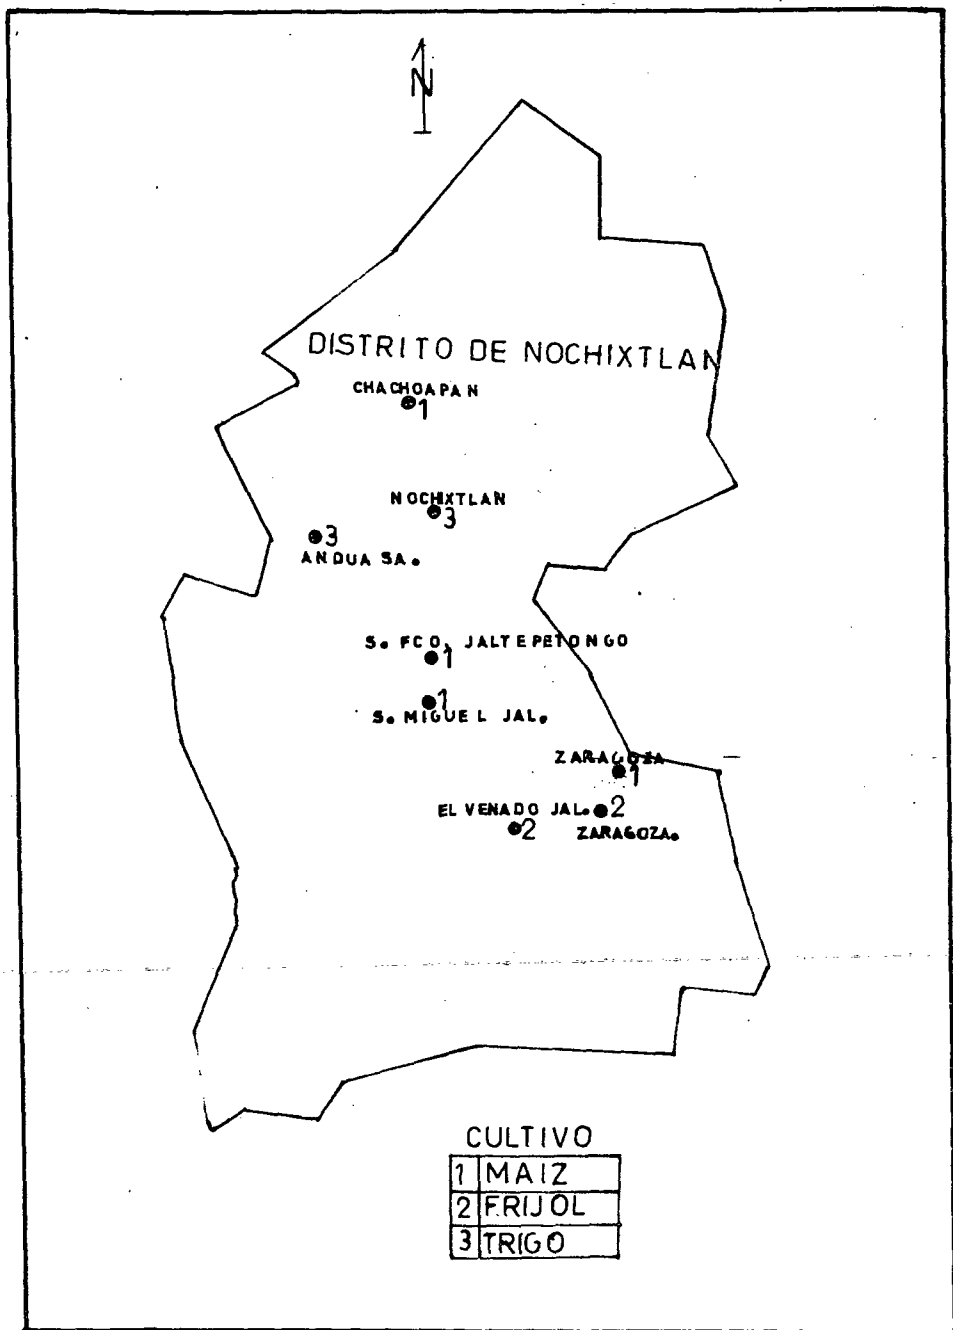 N
DISTRITO DE NOCHIXTLAN
CHACHOAPAN
1
NOCHIXTLAN
3
3
ANDUA SA.
S. FCO. JALTEPETONGO
1
1
S. MIGUEL JAL.
ZARAGOZA
1
EL VENADO JAL.
2
2
ZARAGOZA.
CULTIVO
1 MAIZ
2 FRIJOL
3 TRIGO